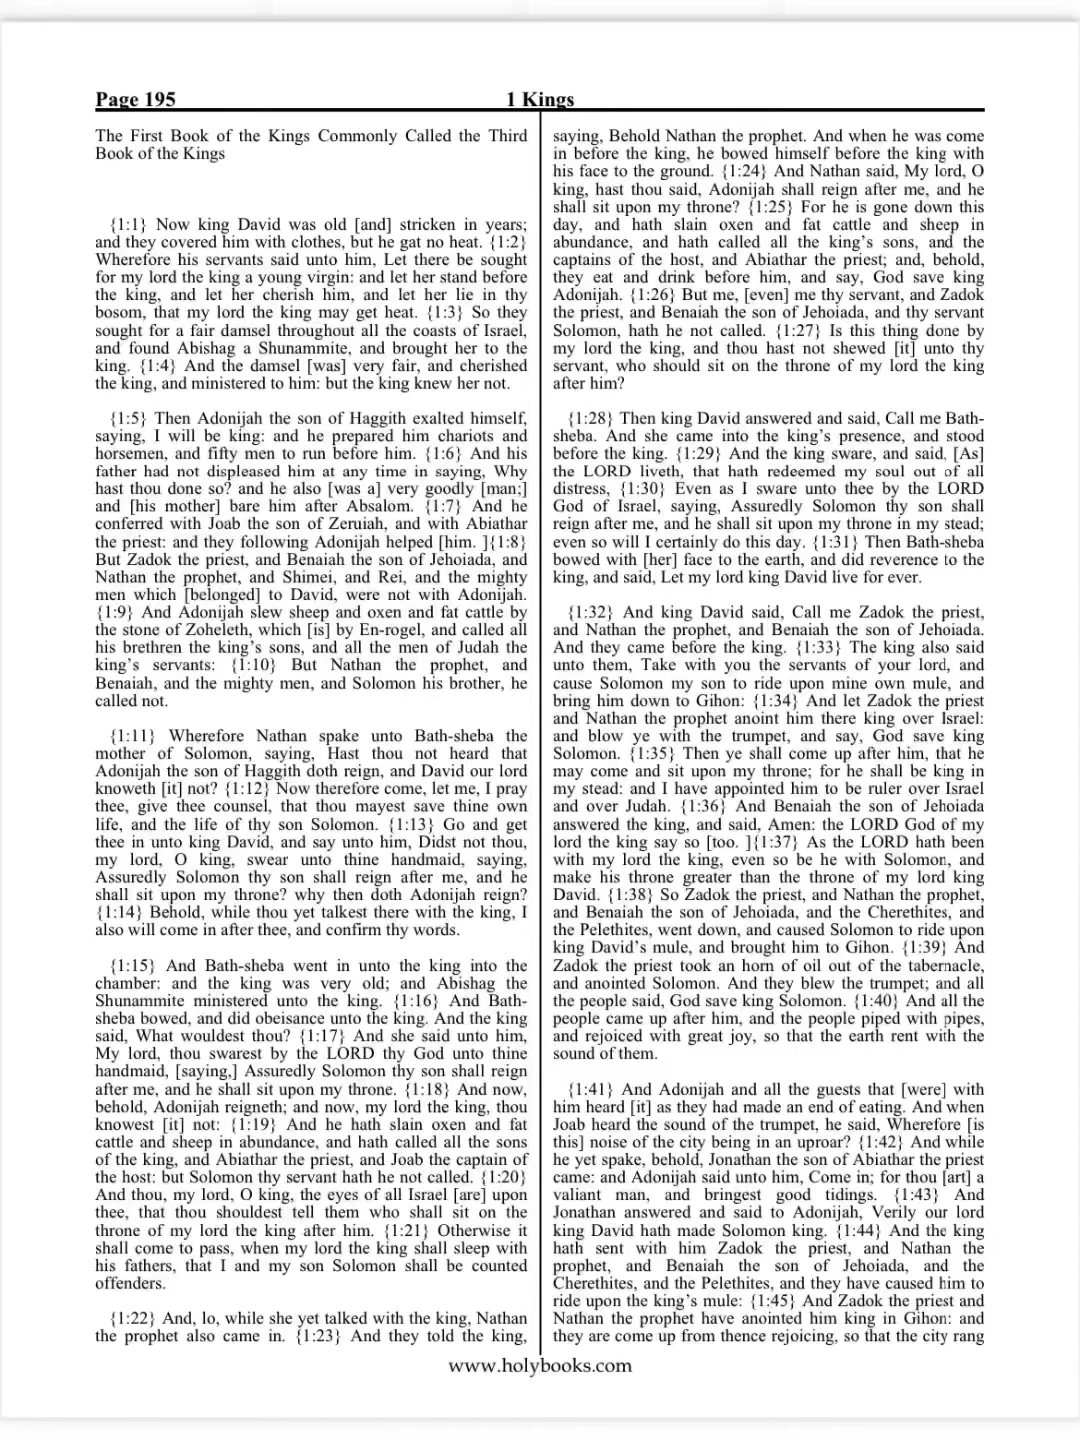 Page 195
1 Kings
The First Book of the Kings Commonly Called the Third
Book of the Kings
{1:1} Now king David was old [and] stricken in years;
and they covered him with clothes, but he gat no heat. {1:2}
Wherefore his servants said unto him, Let there be sought
for my lord the king a young virgin: and let her stand before
the king, and let her cherish him, and let her lie in thy
bosom, that my lord the king may get heat. {1:3} So they
sought for a fair damsel throughout all the coasts of Israel,
and found Abishag a Shunammite, and brought her to the
king. {1:4} And the damsel [was] very fair, and cherished
the king, and ministered to him: but the king knew her not.
{1:5} Then Adonijah the son of Haggith exalted himself,
saying, I will be king: and he prepared him chariots and
horsemen, and fifty men to run before him. {1:6} And his
father had not displeased him at any time in saying, Why
hast thou done so? and he also [was a] very goodly [man;]
and [his mother] bare him after Absalom. {1:7} And he
conferred with Joab the son of Zeruiah, and with Abiathar
the priest: and they following Adonijah helped [him. ]{1:8}
But Zadok the priest, and Benaiah the son of Jehoiada, and
Nathan the prophet, and Shimei, and Rei, and the mighty
men which [belonged] to David, were not with Adonijah.
{1:9} And Adonijah slew sheep and oxen and fat cattle by
the stone of Zoheleth, which [is] by En-rogel, and called all
his brethren the king's sons, and all the men of Judah the
king's servants: {1:10} But Nathan the prophet, and
Benaiah, and the mighty men, and Solomon his brother, he
called not.
{1:11} Wherefore Nathan spake unto Bath-sheba the
mother of Solomon, saying, Hast thou not heard that
Adonijah the son of Haggith doth reign, and David our lord
knoweth [it] not? {1:12} Now therefore come, let me, I pray
thee, give thee counsel, that thou mayest save thine own
life, and the life of thy son Solomon. {1:13} Go and get
thee in unto king David, and say unto him, Didst not thou,
my lord, O king, swear unto thine handmaid, saying,
Assuredly Solomon thy son shall reign after me, and he
shall sit upon my throne? why then doth Adonijah reign?
{1:14} Behold, while thou yet talkest there with the king, I
also will come in after thee, and confirm thy words.
{1:15} And Bath-sheba went in unto the king into the
chamber: and the king was very old; and Abishag the
Shunammite ministered unto the king. {1:16} And Bath-
sheba bowed, and did obeisance unto the king. And the king
said, What wouldest thou? {1:17} And she said unto him,
My lord, thou swarest by the LORD thy God unto thine
handmaid, [saying,] Assuredly Solomon thy son shall reign
after me, and he shall sit upon my throne. {1:18} And now,
behold, Adonijah reigneth; and now, my lord the king, thou
knowest [it] not: {1:19} And he hath slain oxen and fat
cattle and sheep in abundance, and hath called all the sons
of the king, and Abiathar the priest, and Joab the captain of
the host: but Solomon thy servant hath he not called. {1:20}
And thou, my lord, O king, the eyes of all Israel [are] upon
thee, that thou shouldest tell them who shall sit on the
throne of my lord the king after him. {1:21} Otherwise it
shall come to pass, when my lord the king shall sleep with
his fathers, that I and my son Solomon shall be counted
offenders.
{1:22} And, lo, while she yet talked with the king, Nathan
the prophet also came in. {1:23} And they told the king,
saying, Behold Nathan the prophet. And when he was come
in before the king, he bowed himself before the king with
his face to the ground. {1:24} And Nathan said, My lord, O
king, hast thou said, Adonijah shall reign after me, and he
shall sit upon my throne? {1:25} For he is gone down this
day, and hath slain oxen and fat cattle and sheep in
abundance, and hath called all the king's sons, and the
captains of the host, and Abiathar the priest; and, behold,
they eat and drink before him, and say, God save king
Adonijah. {1:26} But me, [even] me thy servant, and Zadok
the priest, and Benaiah the son of Jehoiada, and thy servant
Solomon, hath he not called. {1:27} Is this thing done by
my lord the king, and thou hast not shewed [it] unto thy
servant, who should sit on the throne of my lord the king
after him?
{1:28} Then king David answered and said, Call me Bath-
sheba. And she came into the king's presence, and stood
before the king. {1:29} And the king sware, and said, [As]
the LORD liveth, that hath redeemed my soul out of all
distress, {1:30} Even as I sware unto thee by the LORD
God of Israel, saying, Assuredly Solomon thy son shall
reign after me, and he shall sit upon my throne in my stead;
even so will I certainly do this day. {1:31} Then Bath-sheba
bowed with [her] face to the earth, and did reverence to the
king, and said, Let my lord king David live for ever.
{1:32} And king David said, Call me Zadok the priest,
and Nathan the prophet, and Benaiah the son of Jehoiada.
And they came before the king. {1:33} The king also said
unto them, Take with you the servants of your lord, and
cause Solomon my son to ride upon mine own mule, and
bring him down to Gihon: {1:34} And let Zadok the priest
and Nathan the prophet anoint him there king over Israel:
and blow ye with the trumpet, and say, God save king
Solomon. {1:35} Then ye shall come up after him, that he
may come and sit upon my throne; for he shall be king in
my stead: and I have appointed him to be ruler over Israel
and over Judah. {1:36} And Benaiah the son of Jehoiada
answered the king, and said, Amen: the LORD God of my
lord the king say so [too. ]{1:37} As the LORD hath been
with my lord the king, even so be he with Solomon, and
make his throne greater than the throne of my lord king
David. {1:38} So Zadok the priest, and Nathan the prophet,
and Benaiah the son of Jehoiada, and the Cherethites, and
the Pelethites, went down, and caused Solomon to ride upon
king David's mule, and brought him to Gihon. {1:39} And
Zadok the priest took an horn of oil out of the tabernacle,
and anointed Solomon. And they blew the trumpet; and all
the people said, God save king Solomon. {1:40} And all the
people came up after him, and the people piped with pipes,
and rejoiced with great joy, so that the earth rent with the
sound of them.
{1:41} And Adonijah and all the guests that [were] with
him heard [it] as they had made an end of eating. And when
Joab heard the sound of the trumpet, he said, Wherefore [is
this] noise of the city being in an uproar? {1:42} And while
he yet spake, behold, Jonathan the son of Abiathar the priest
came: and Adonijah said unto him, Come in; for thou [art] a
valiant man, and bringest good tidings. {1:43} And
Jonathan answered and said to Adonijah, Verily our lord
king David hath made Solomon king. {1:44} And the king
hath sent with him Zadok the priest, and Nathan the
prophet, and Benaiah the son of Jehoiada, and the
Cherethites, and the Pelethites, and they have caused him to
ride upon the king's mule: {1:45} And Zadok the priest and
Nathan the prophet have anointed him king in Gihon: and
they are come up from thence rejoicing, so that the city rang
www.holybooks.com